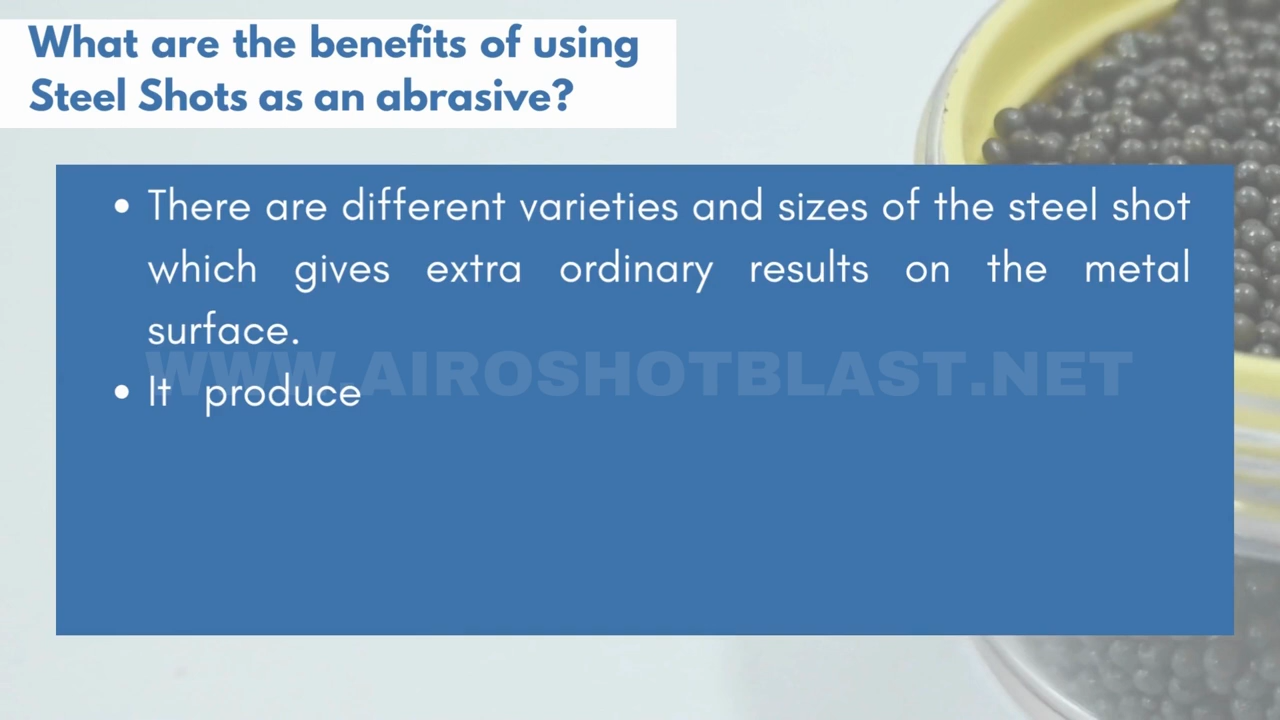 What are the benefits of using
Steel Shots as an abrasive?
• There are different varieties and sizes of the steel shot
which gives extra ordinary results on the metal
surface.
WWW.AIROSHOTBLAST.NET
• It produce